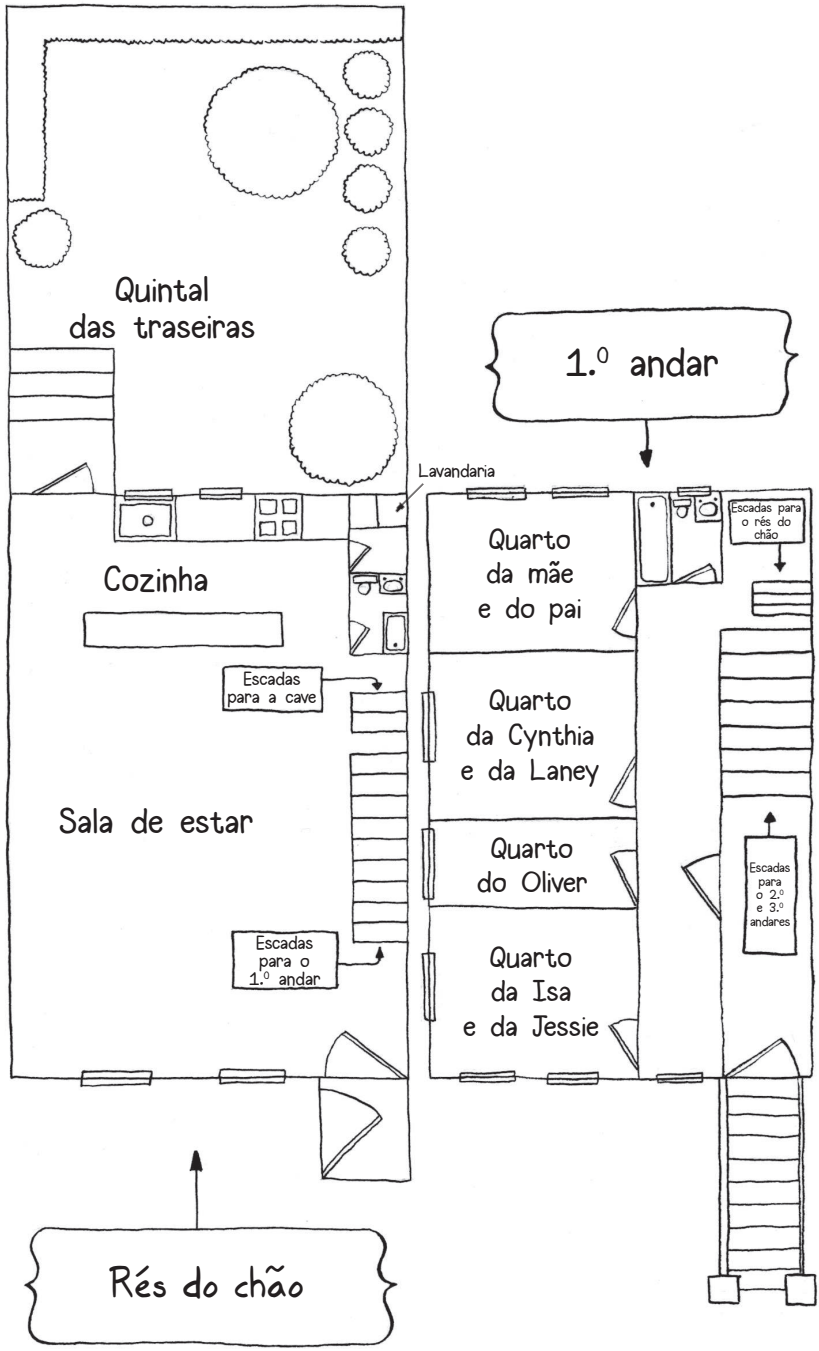 Quintal
das traseiras
1.º andar
Lavandaria
Escadas para
o rés do
chão
Quarto
da mãe
e do pai
Cozinha
Escadas
para a cave
Quarto
da Cynthia
e da Laney
Sala de estar
Quarto
do Oliver
Escadas
para
o 2.º
e 3.º
andares
Escadas
para o
1.º andar
Quarto
da Isa
e da Jessie
Rés do chão